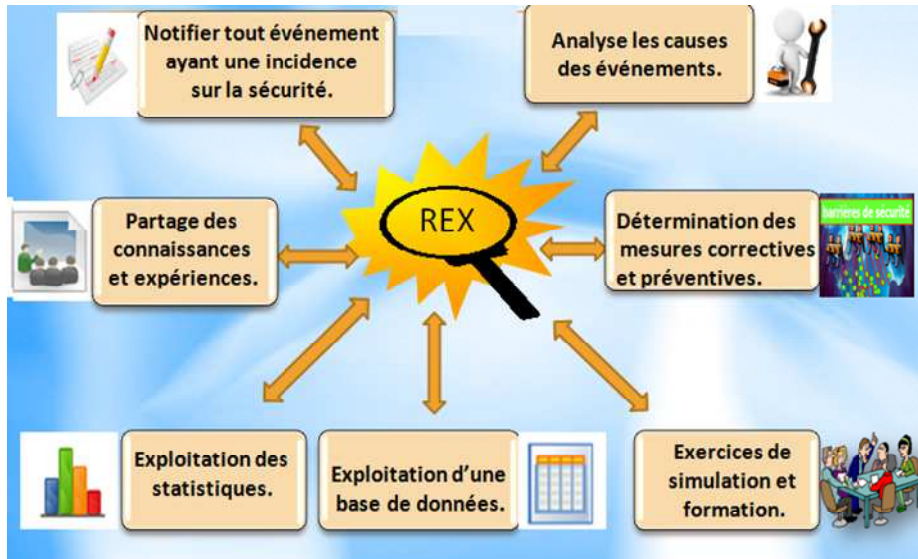 Notifier tout événement
ayant une incidence
sur la sécurité.
Analyse les causes
des événements.
REX
Partage des
connaissances
et expériences.
Détermination des
mesures correctives
et préventives.
barrières de sécurité
Exploitation des
statistiques.
Exploitation d'une
base de données.
Exercices de
simulation et
formation.